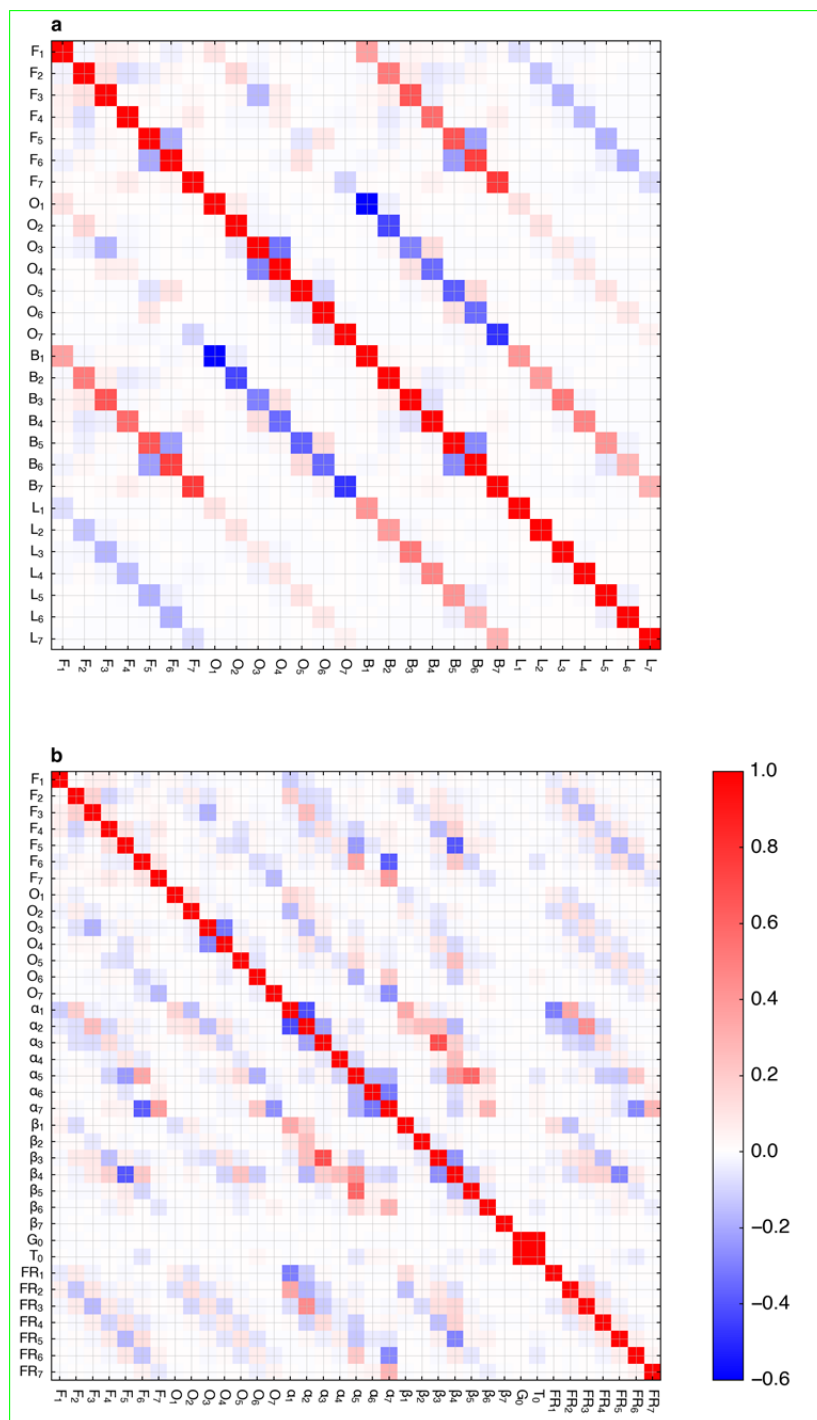 a
F₁
F₂
F₃
F₄
F₅
F₆
F₇
O₁
O₂
O₃
O₄
O₅
O₆
O₇
B₁
B₂
B₃
B₄
B₅
B₆
B₇
L₁
L₂
L₃
L₄
L₅
L₆
L₇
F₁ F₂ F₃ F₄ F₅ F₆ F₇ O₁ O₂ O₃ O₄ O₅ O₆ O₇ B₁ B₂ B₃ B₄ B₅ B₆ B₇ L₁ L₂ L₃ L₄ L₅ L₆ L₇
b
F₁
F₂
F₃
F₄
F₅
F₆
F₇
O₁
O₂
O₃
O₄
O₅
O₆
O₇
α₁
α₂
α₃
α₄
α₅
α₆
α₇
β₁
β₂
β₃
β₄
β₅
β₆
β₇
G₀
T₀
FR₁
FR₂
FR₃
FR₄
FR₅
FR₆
FR₇
F₁ F₂ F₃ F₄ F₅ F₆ F₇ O₁ O₂ O₃ O₄ O₅ O₆ O₇ α₁ α₂ α₃ α₄ α₅ α₆ α₇ β₁ β₂ β₃ β₄ β₅ β₆ β₇ G₀ T₀ FR₁ FR₂ FR₃ FR₄ FR₅ FR₆ FR₇
1.0
0.8
0.6
0.4
0.2
0.0
−0.2
−0.4
−0.6